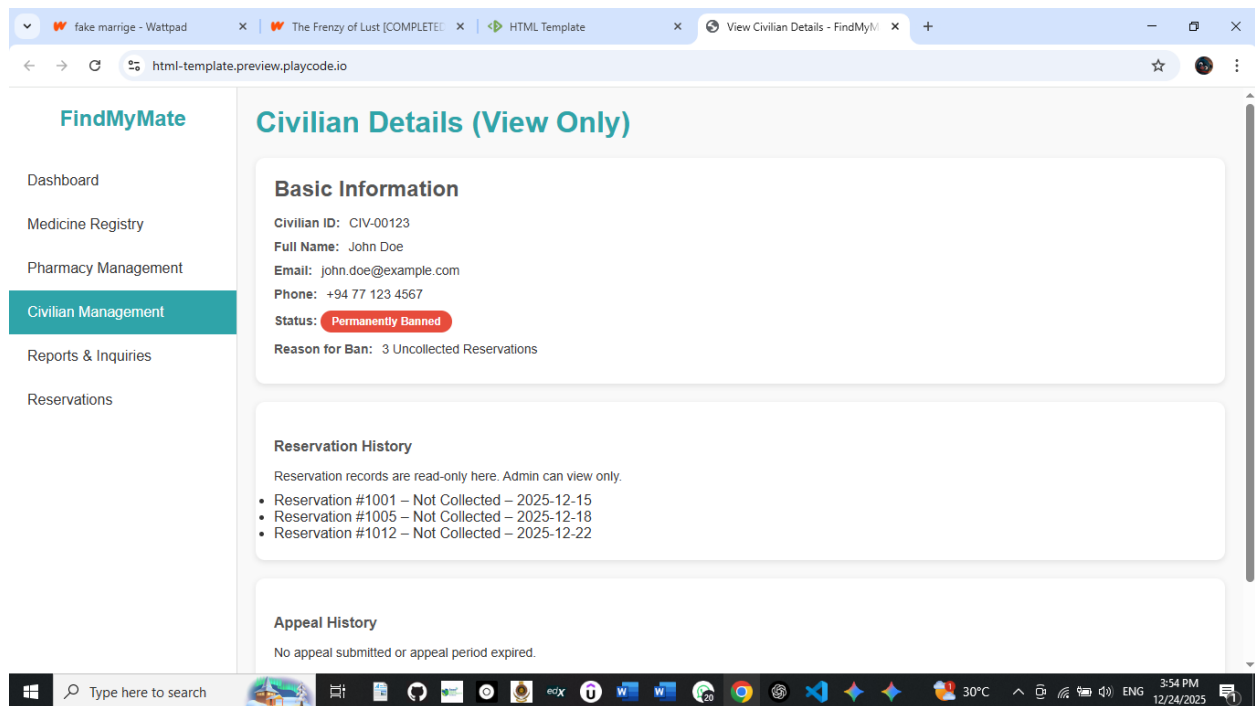 fake marrige - Wattpad
The Frenzy of Lust [COMPLETED
HTML Template
View Civilian Details - FindMyM
html-template.preview.playcode.io
FindMyMate
Dashboard
Medicine Registry
Pharmacy Management
Civilian Management
Reports & Inquiries
Reservations
Civilian Details (View Only)
Basic Information
Civilian ID: CIV-00123
Full Name: John Doe
Email: john.doe@example.com
Phone: +94 77 123 4567
Status: Permanently Banned
Reason for Ban: 3 Uncollected Reservations
Reservation History
Reservation records are read-only here. Admin can view only.
Reservation #1001 – Not Collected – 2025-12-15
Reservation #1005 – Not Collected – 2025-12-18
Reservation #1012 – Not Collected – 2025-12-22
Appeal History
No appeal submitted or appeal period expired.
Type here to search
edX
20
30°C
ENG
3:54 PM
12/24/2025
1